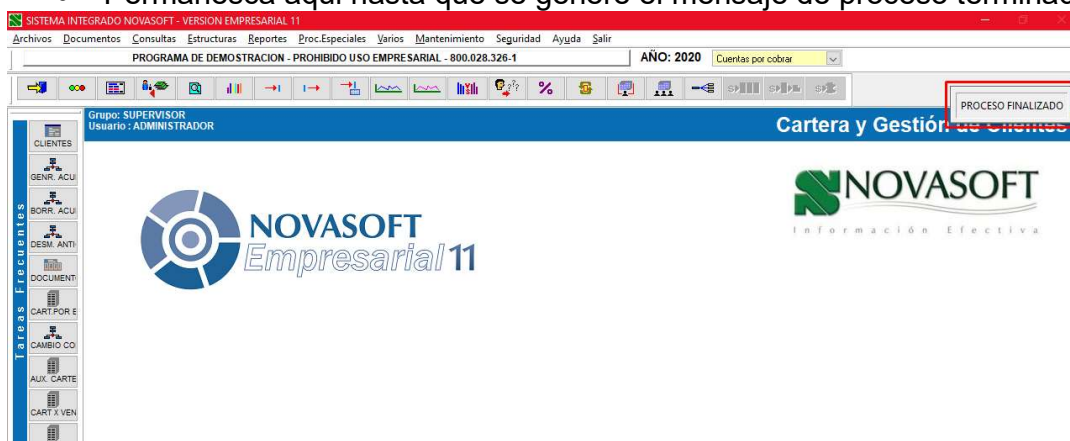 Permanesca aquí hasta que se genere el mensaje de proceso terminad
SISTEMA INTEGRADO NOVASOFT - VERSION EMPRESARIAL 11
Archivos Documentos Consultas Estructuras Reportes Proc.Especiales Varios Mantenimiento Seguridad Ayuda Salir
PROGRAMA DE DEMOSTRACION - PROHIBIDO USO EMPRESARIAL - 800.028.326-1 AÑO: 2020 Cuentas por cobrar
PROCESO FINALIZADO
Grupo: SUPERVISOR
Usuario : ADMINISTRADOR
Cartera y Gestión de Clientes
CLIENTES
GENR. ACU
BORR. ACU
DESM. ANTI
DOCUMENT
CART.POR E
CAMBIO CO
AUX. CARTE
CART X VEN
Tareas Frecuentes
NOVASOFT
Empresarial 11
NOVASOFT
Información Efectiva